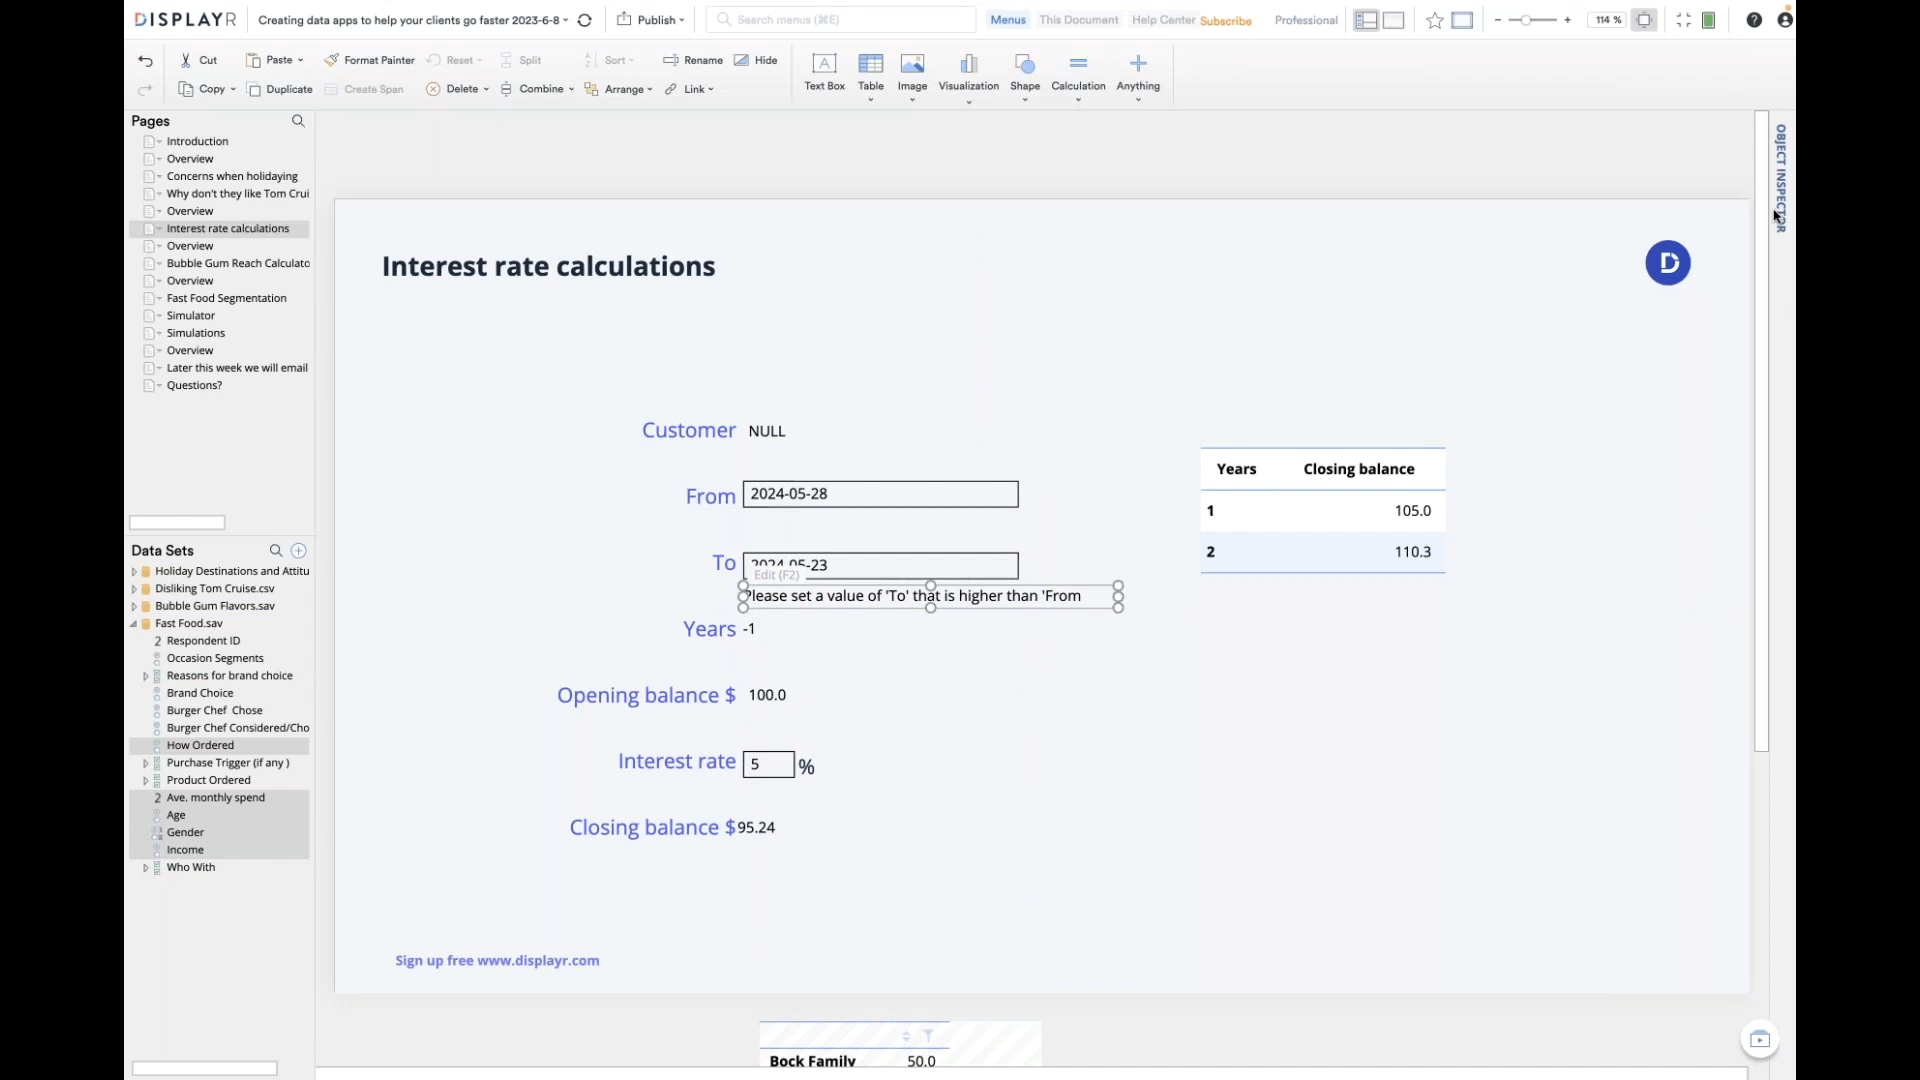 DISPLAYR
Creating data apps to help your clients go faster 2023-6-8
Publish
Search menus (⌘E)
Menus
This Document
Help Center
Subscribe
Professional
114 %
Cut
Paste
Format Painter
Reset
Split
Sort
Rename
Hide
Copy
Duplicate
Create Span
Delete
Combine
Arrange
Link
Text Box
Table
Image
Visualization
Shape
Calculation
Anything
Pages
Introduction
Overview
Concerns when holidaying
Why don't they like Tom Crui
Overview
Interest rate calculations
Overview
Bubble Gum Reach Calculato
Overview
Fast Food Segmentation
Simulator
Simulations
Overview
Later this week we will email
Questions?
Data Sets
Holiday Destinations and Attitu
Disliking Tom Cruise.csv
Bubble Gum Flavors.sav
Fast Food.sav
2 Respondent ID
Occasion Segments
Reasons for brand choice
Brand Choice
Burger Chef Chose
Burger Chef Considered/Cho
How Ordered
Purchase Trigger (if any )
Product Ordered
2 Ave. monthly spend
Age
Gender
Income
Who With
OBJECT INSPECTOR
Interest rate calculations
D
Customer NULL
From 2024-05-28
To 2024-05-23
Edit (F2)
Please set a value of 'To' that is higher than 'From
Years -1
Opening balance $ 100.0
Interest rate 5 %
Closing balance $95.24
Years Closing balance
1 105.0
2 110.3
Sign up free www.displayr.com
Bock Family 50.0